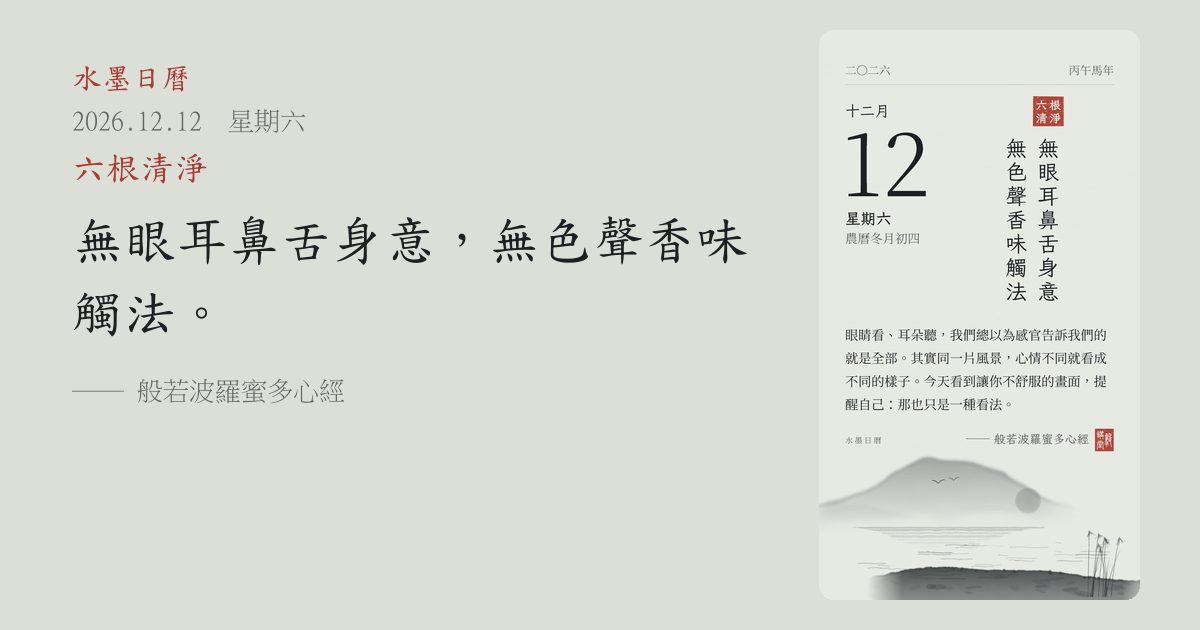 水墨日曆
2026.12.12 星期六
六根清淨
無眼耳鼻舌身意，無色聲香味
觸法。
—— 般若波羅蜜多心經
二〇二六
丙午馬年
十二月
12
星期六
農曆冬月初四
六根
清淨
無眼耳鼻舌身意
無色聲香味觸法
眼睛看、耳朵聽，我們總以為感官告訴我們的
就是全部。其實同一片風景，心情不同就看成
不同的樣子。今天看到讓你不舒服的畫面，提
醒自己：那也只是一種看法。
水墨日曆
—— 般若波羅蜜多心經